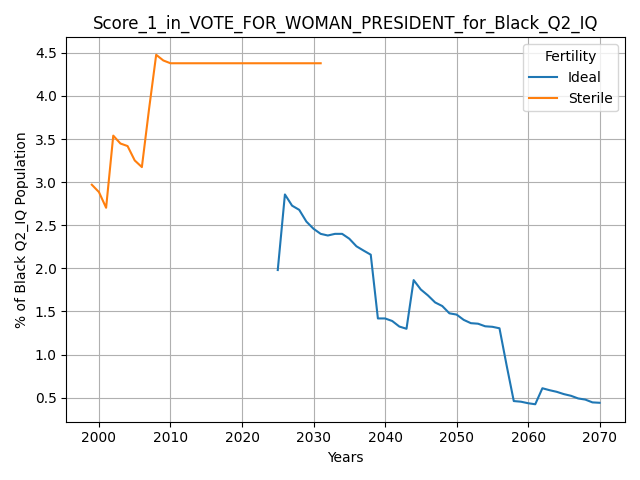 Score_1_in_VOTE_FOR_WOMAN_PRESIDENT_for_Black_Q2_IQ
Fertility
Ideal
Sterile
% of Black Q2_IQ Population
4.5
4.0
3.5
3.0
2.5
2.0
1.5
1.0
0.5
2000 2010 2020 2030 2040 2050 2060 2070
Years